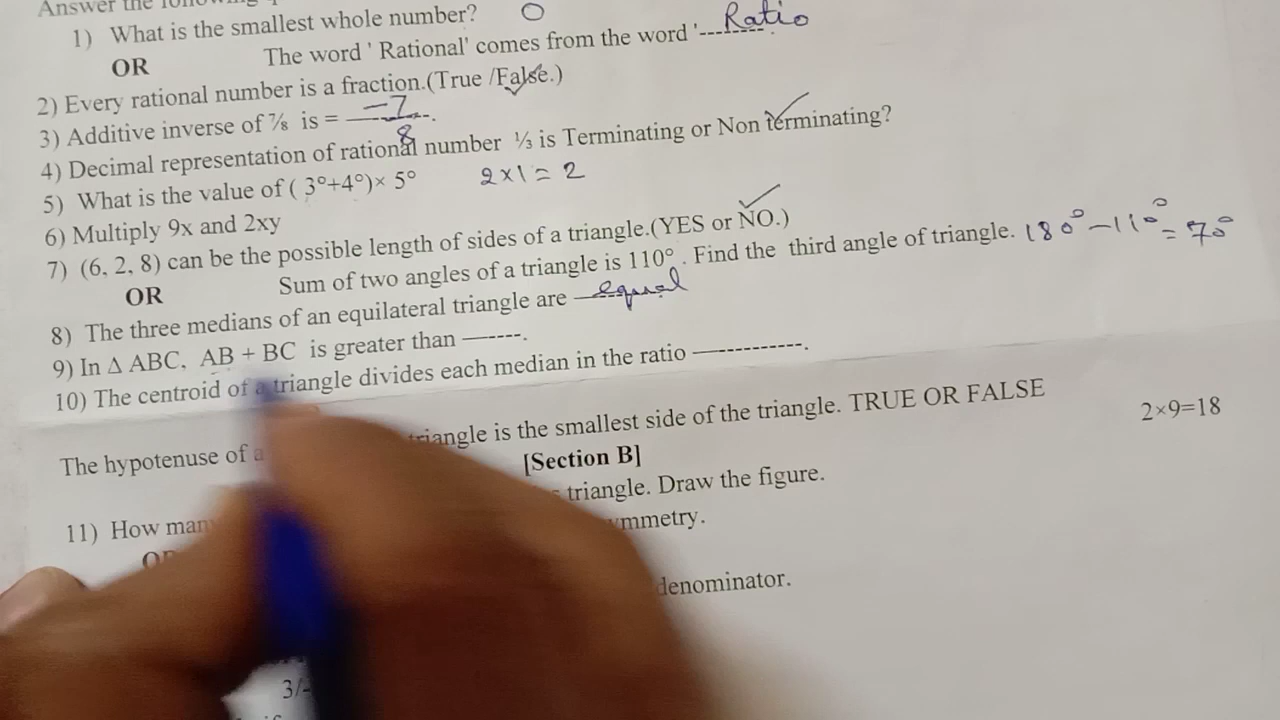 Answer the following
1) What is the smallest whole number? 0
OR The word ' Rational' comes from the word '-------- Ratio
2) Every rational number is a fraction.(True /False.)
3) Additive inverse of ⅞ is = -7/8 .
4) Decimal representation of rational number ⅓ is Terminating or Non terminating?
5) What is the value of ( 3°+4°)× 5° 2×1=2
6) Multiply 9x and 2xy
7) (6, 2, 8) can be the possible length of sides of a triangle.(YES or NO.)
OR Sum of two angles of a triangle is 110° . Find the third angle of triangle. 180°-110°=70°
8) The three medians of an equilateral triangle are equal
9) In Δ ABC, AB + BC is greater than -------.
10) The centroid of a triangle divides each median in the ratio ------------.
The hypotenuse of a triangle is the smallest side of the triangle. TRUE OR FALSE 2×9=18
[Section B]
11) How many triangle. Draw the figure.
OR symmetry.
denominator.
3/-